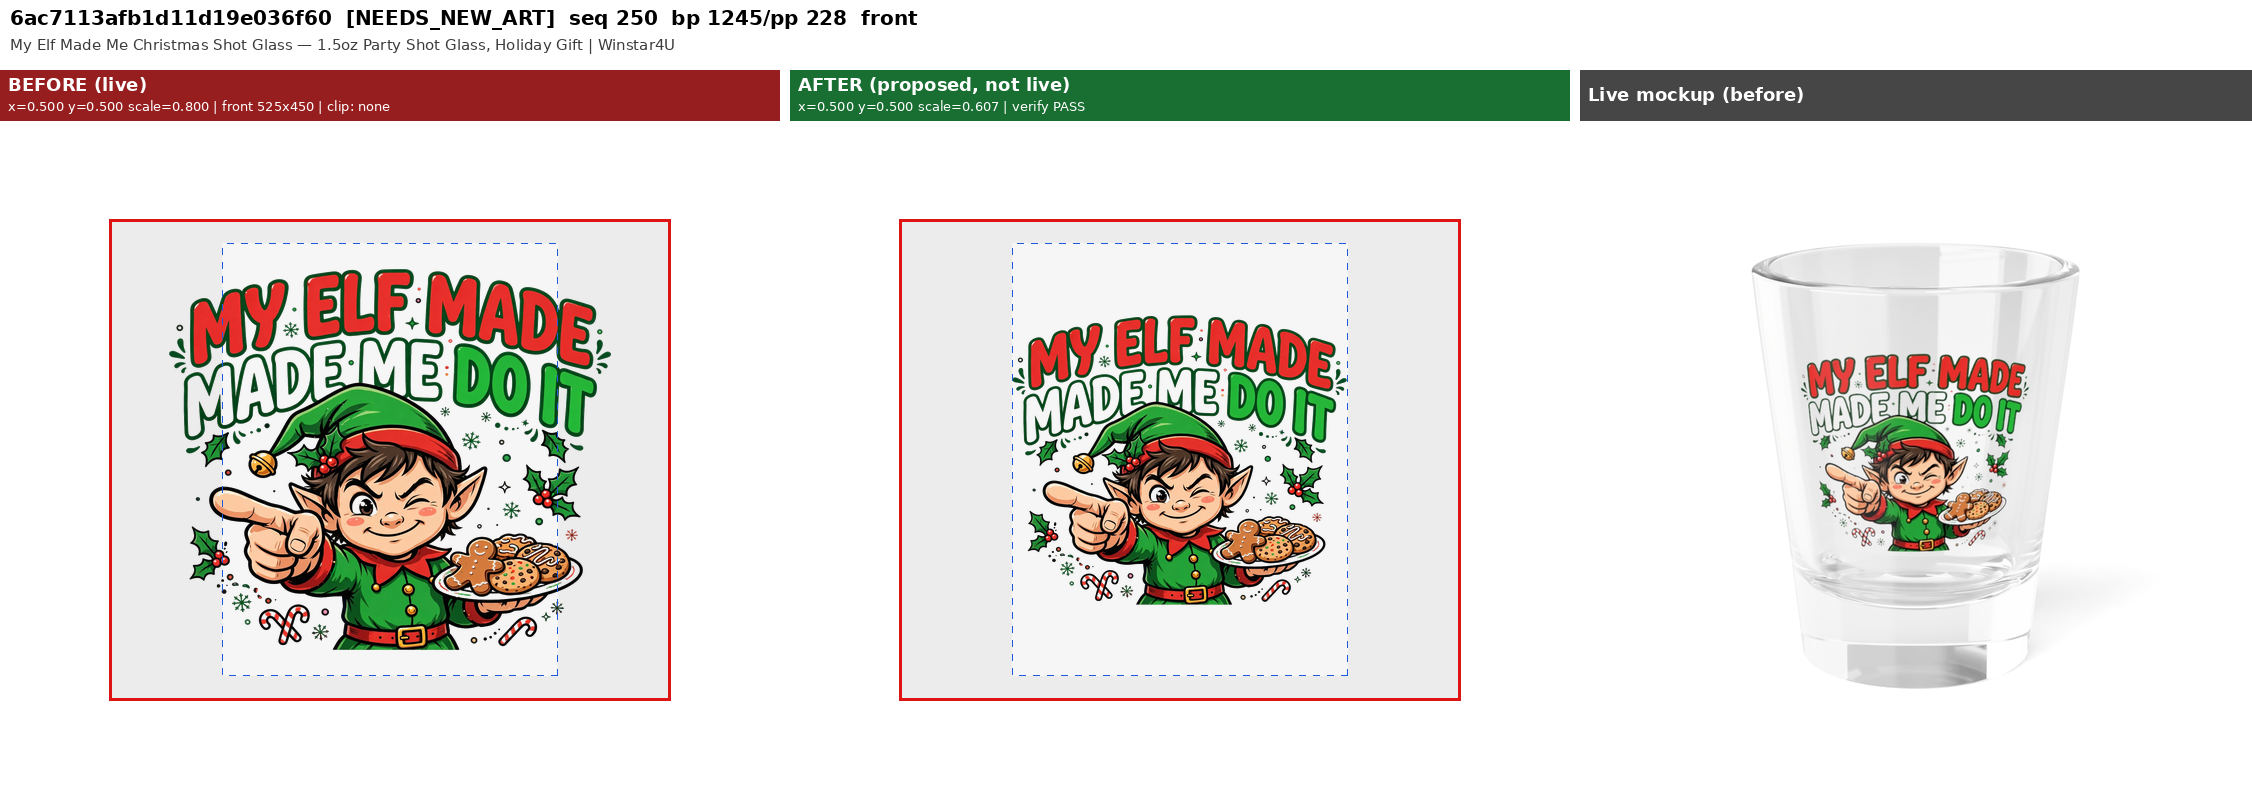 6ac7113afb1d11d19e036f60 [NEEDS_NEW_ART] seq 250 bp 1245/pp 228 front
My Elf Made Me Christmas Shot Glass — 1.5oz Party Shot Glass, Holiday Gift | Winstar4U
BEFORE (live)
x=0.500 y=0.500 scale=0.800 | front 525x450 | clip: none
AFTER (proposed, not live)
x=0.500 y=0.500 scale=0.607 | verify PASS
Live mockup (before)
MY ELF MADE
MADE ME DO IT
MY ELF MADE
MADE ME DO IT
MY ELF MADE
MADE ME DO IT